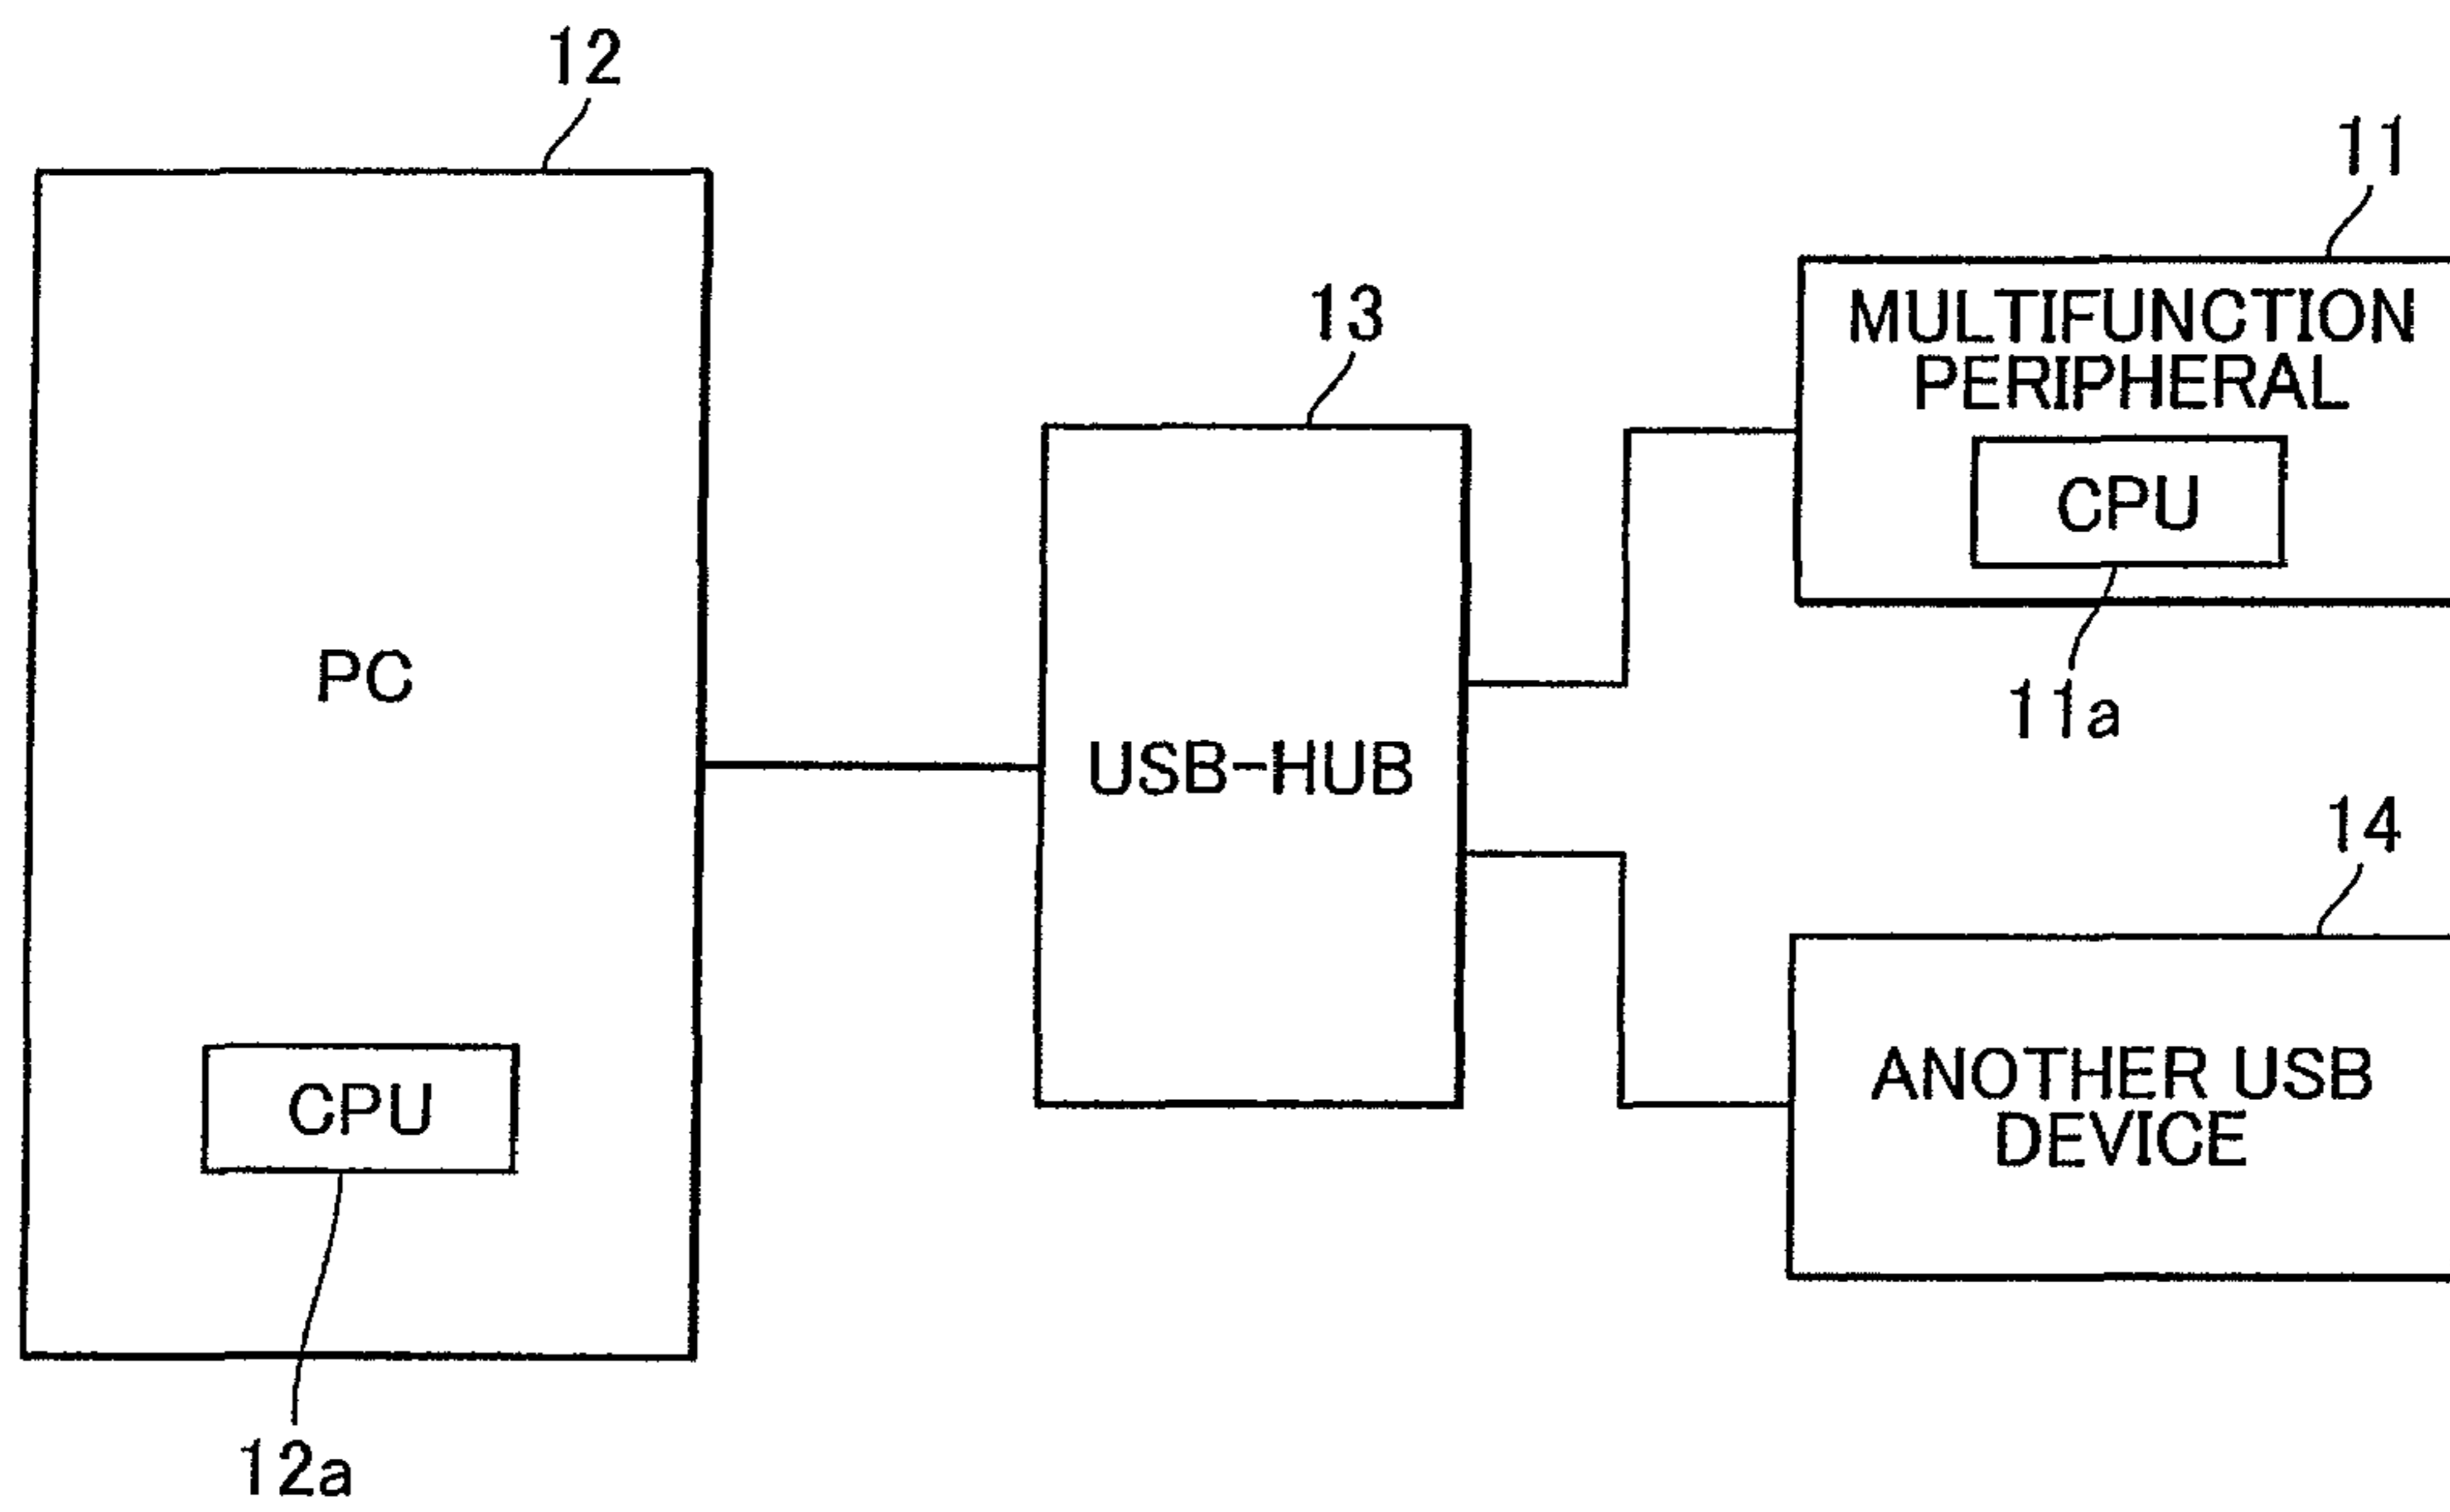 12
11
13
MULTIFUNCTION
PERIPHERAL
CPU
PC
11a
USB-HUB
14
ANOTHER USB
DEVICE
CPU
12a